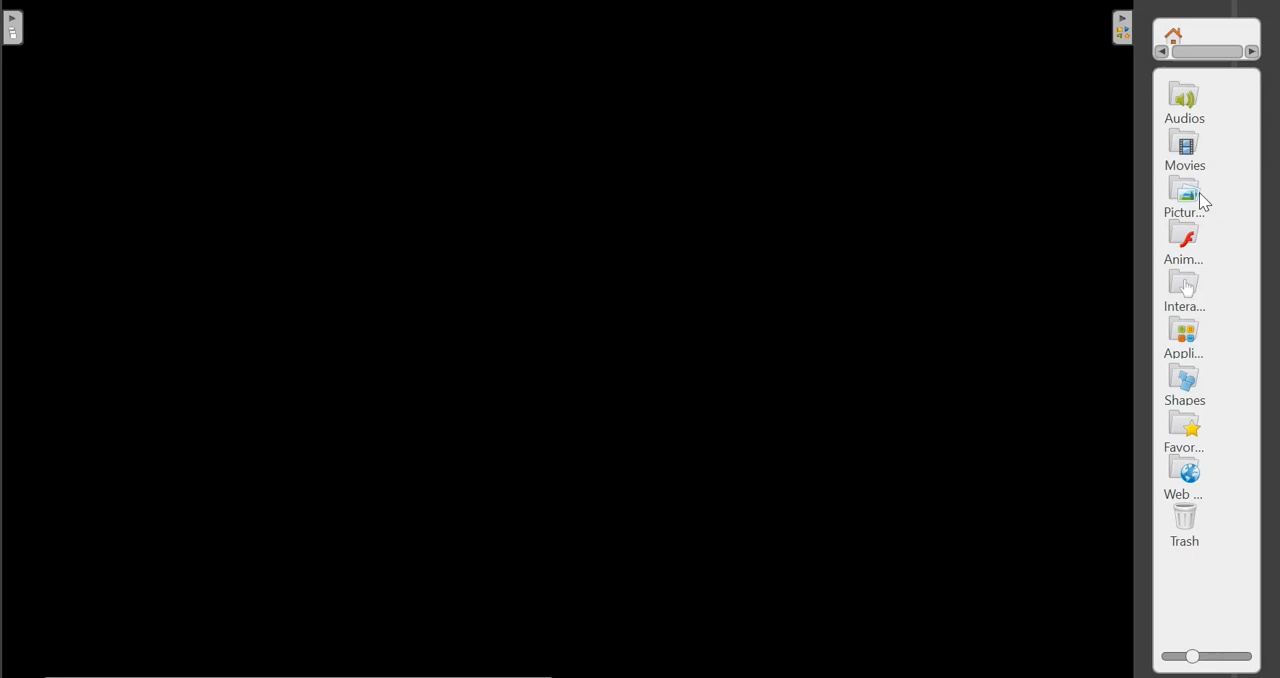 Audios
Movies
Pictur...
Anim...
Intera...
Appli...
Shapes
Favor...
Web ...
Trash